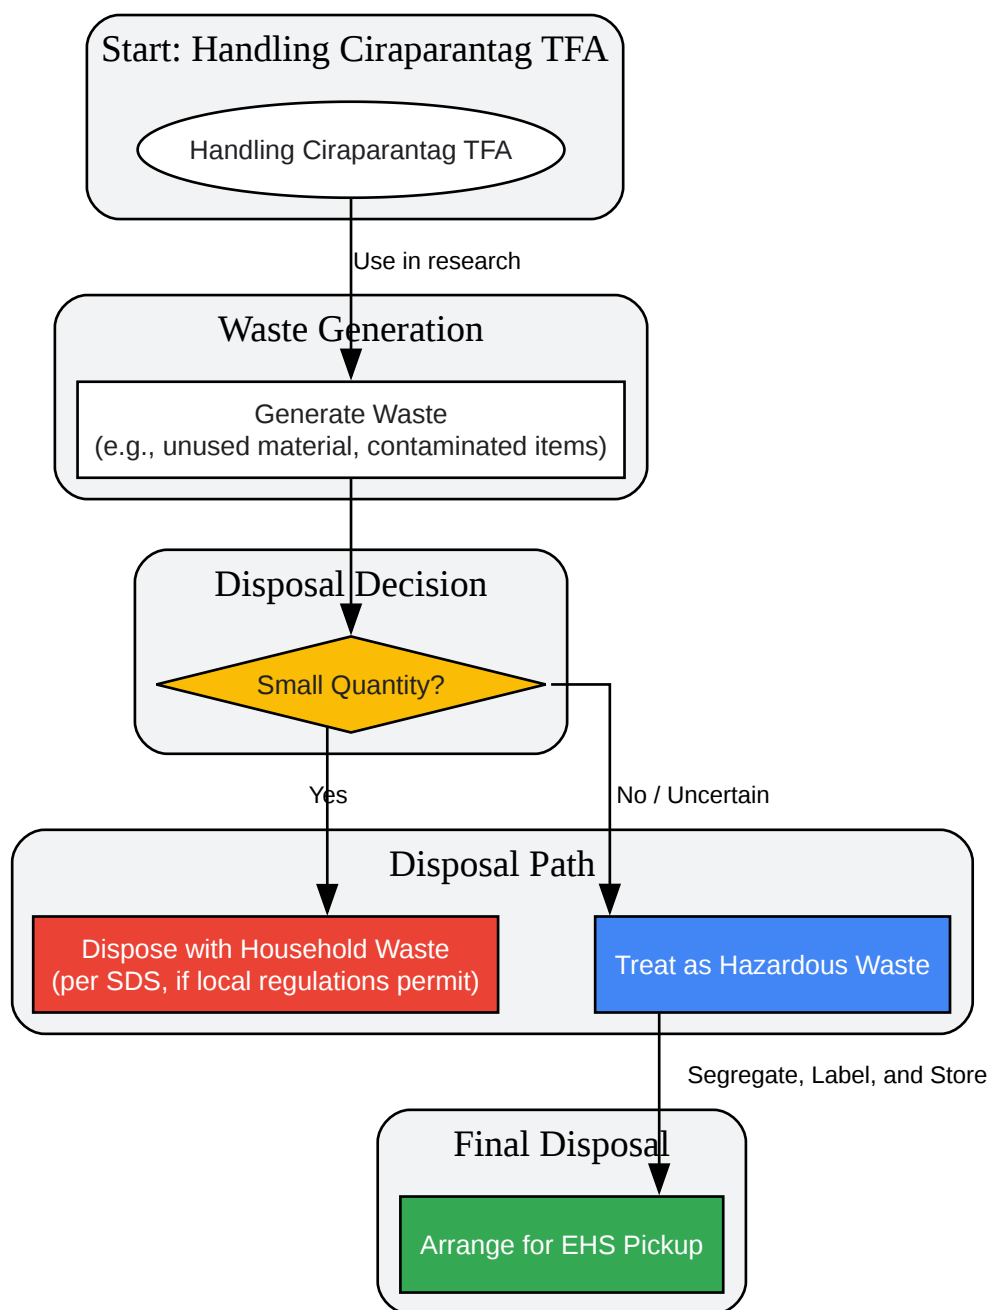 Start: Handling Ciraparantag TFA
Handling Ciraparantag TFA
Use in research
Waste Generation
Generate Waste
(e.g., unused material, contaminated items)
Disposal Decision
Small Quantity?
Yes
No / Uncertain
Disposal Path
Dispose with Household Waste
(per SDS, if local regulations permit)
Treat as Hazardous Waste
Segregate, Label, and Store
Final Disposal
Arrange for EHS Pickup